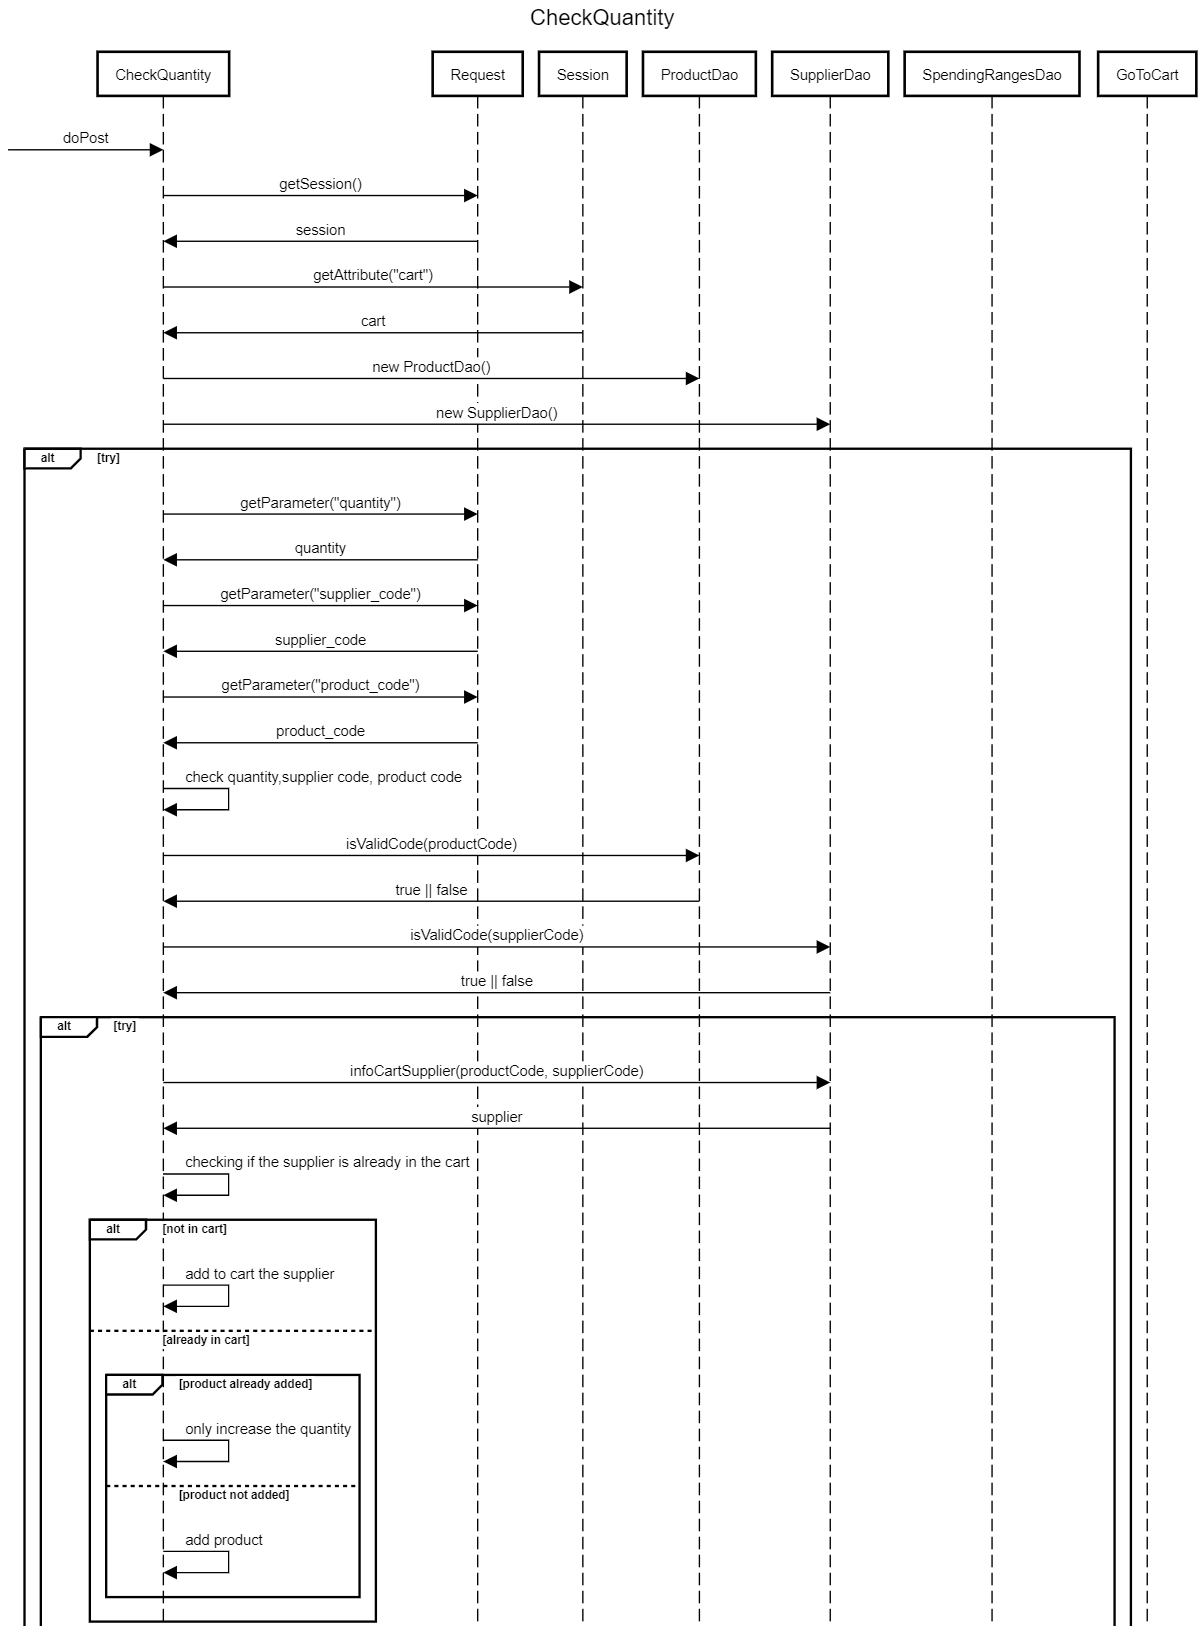 CheckQuantity
CheckQuantity Request Session ProductDao SupplierDao SpendingRangesDao GoToCart
doPost
getSession()
session
getAttribute("cart")
cart
new ProductDao()
new SupplierDao()
alt [try]
getParameter("quantity")
quantity
getParameter("supplier_code")
supplier_code
getParameter("product_code")
product_code
check quantity,supplier code, product code
isValidCode(productCode)
true || false
isValidCode(supplierCode)
true || false
alt [try]
infoCartSupplier(productCode, supplierCode)
supplier
checking if the supplier is already in the cart
alt [not in cart]
add to cart the supplier
[already in cart]
alt [product already added]
only increase the quantity
[product not added]
add product